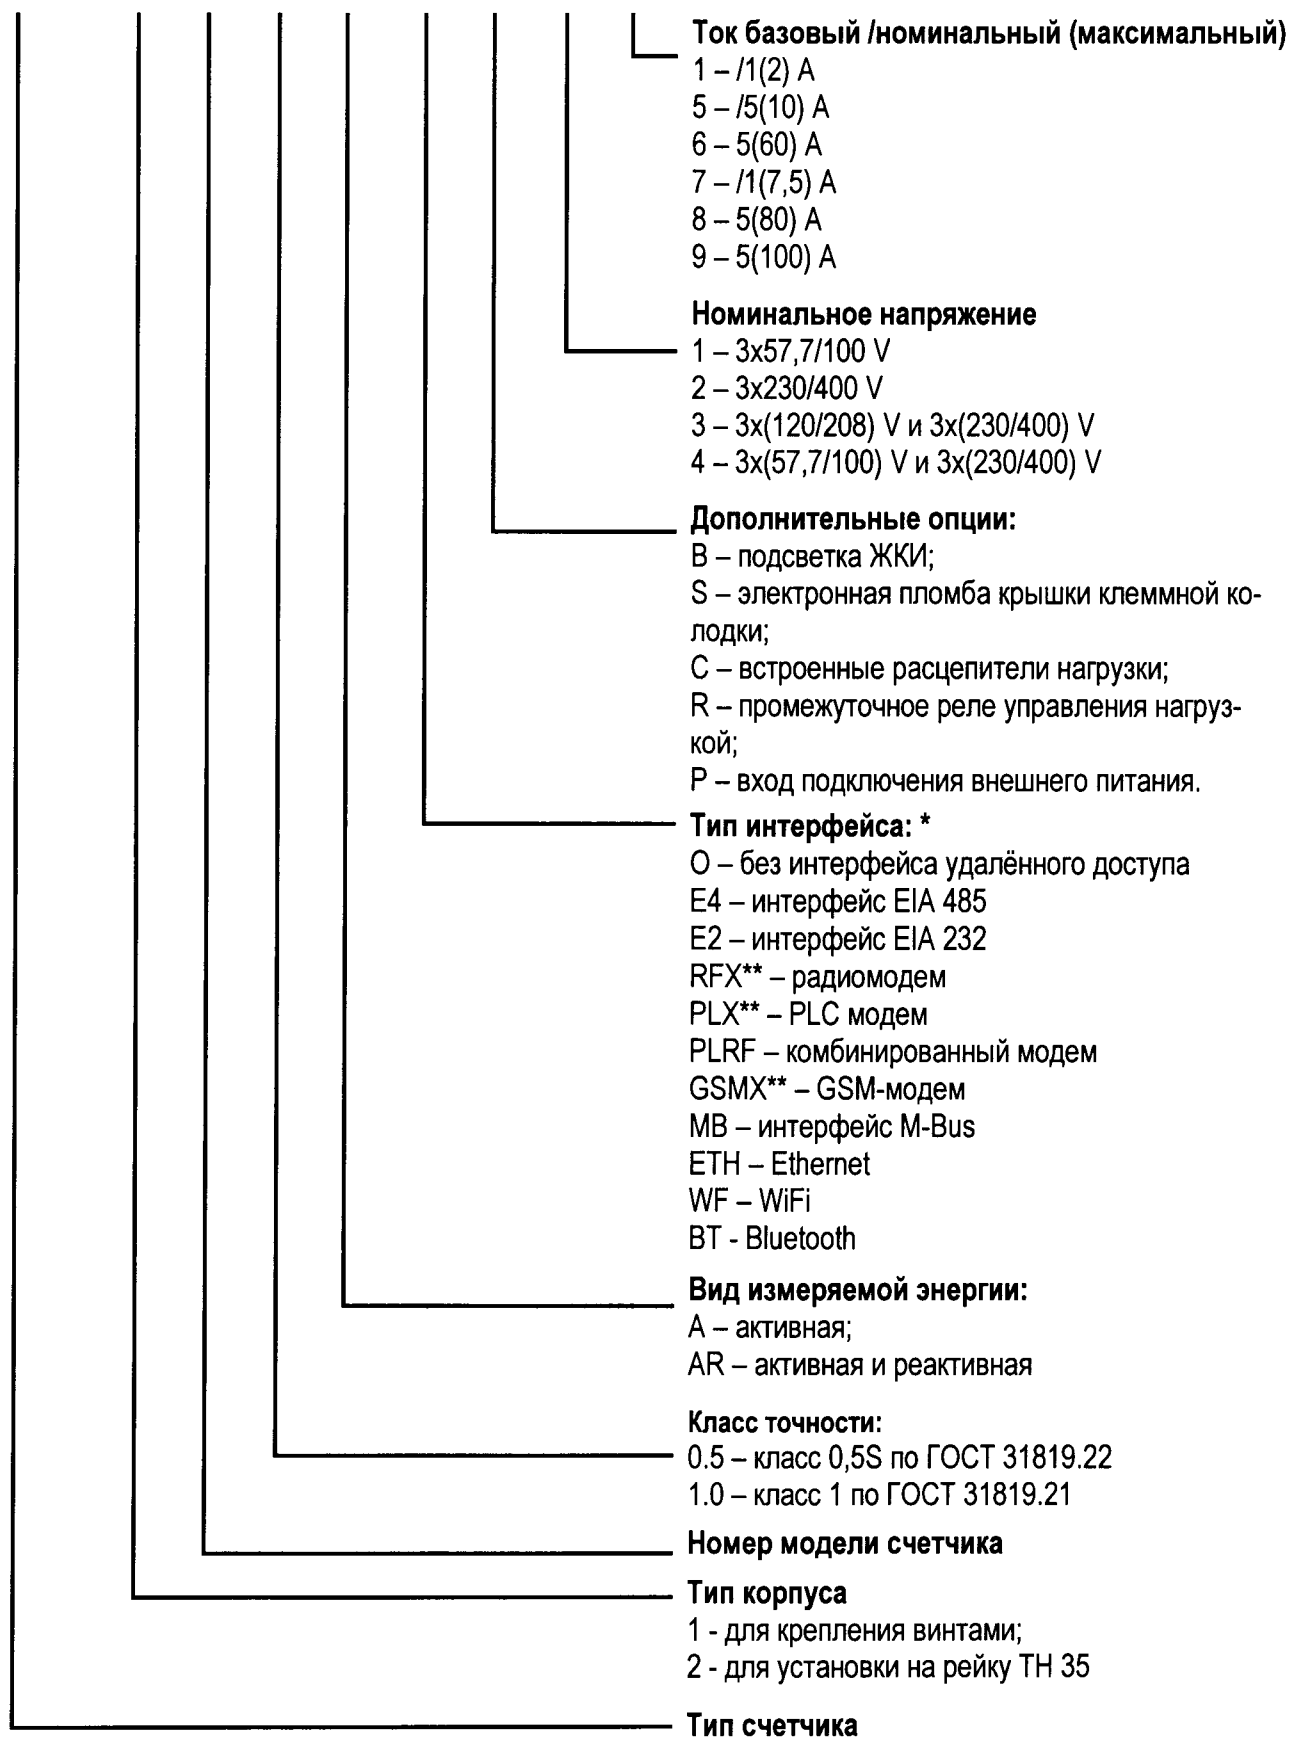 Ток базовый /номинальный (максимальный)
1 – /1(2) А
5 – /5(10) А
6 – 5(60) А
7 – /1(7,5) А
8 – 5(80) А
9 – 5(100) А
Номинальное напряжение
1 – 3х57,7/100 V
2 – 3х230/400 V
3 – 3х(120/208) V и 3х(230/400) V
4 – 3х(57,7/100) V и 3х(230/400) V
Дополнительные опции:
B – подсветка ЖКИ;
S – электронная пломба крышки клеммной ко-
лодки;
C – встроенные расцепители нагрузки;
R – промежуточное реле управления нагруз-
кой;
P – вход подключения внешнего питания.
Тип интерфейса: *
O – без интерфейса удалённого доступа
E4 – интерфейс EIA 485
E2 – интерфейс EIA 232
RFX** – радиомодем
PLX** – PLC модем
PLRF – комбинированный модем
GSMX** – GSM-модем
MB – интерфейс M-Bus
ETH – Ethernet
WF – WiFi
BT - Bluetooth
Вид измеряемой энергии:
A – активная;
AR – активная и реактивная
Класс точности:
0.5 – класс 0,5S по ГОСТ 31819.22
1.0 – класс 1 по ГОСТ 31819.21
Номер модели счетчика
Тип корпуса
1 - для крепления винтами;
2 - для установки на рейку ТН 35
Тип счетчика